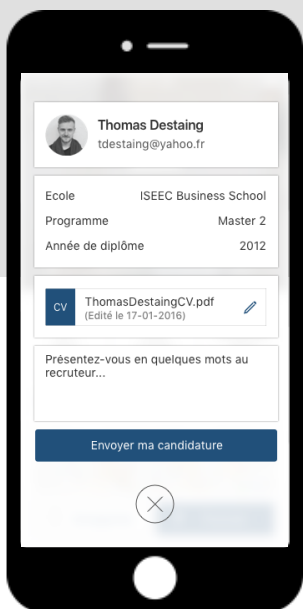 Thomas Destaing
tdestaing@yahoo.fr
Ecole ISEEC Business School
Programme Master 2
Année de diplôme 2012
CV ThomasDestaingCV.pdf
(Edité le 17-01-2016)
Présentez-vous en quelques mots au
recruteur...
Envoyer ma candidature